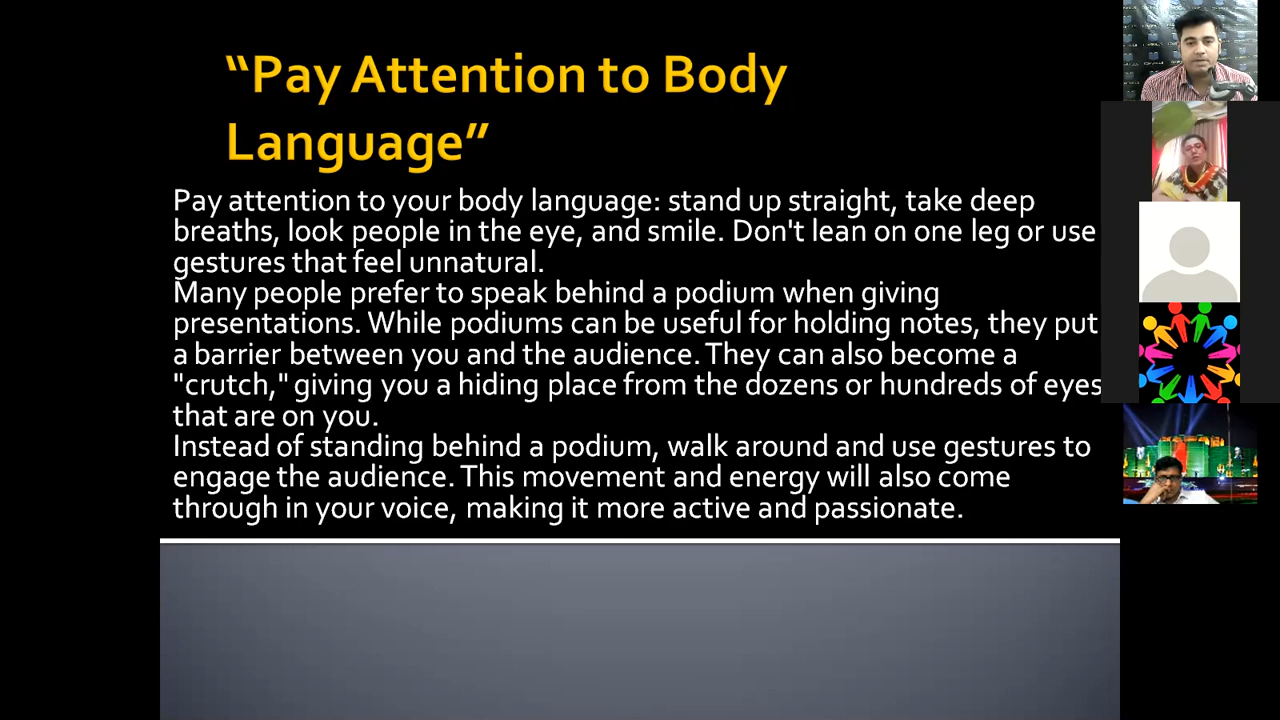 “Pay Attention to Body
Language”
Pay attention to your body language: stand up straight, take deep
breaths, look people in the eye, and smile. Don't lean on one leg or use
gestures that feel unnatural.
Many people prefer to speak behind a podium when giving
presentations. While podiums can be useful for holding notes, they put
a barrier between you and the audience. They can also become a
"crutch," giving you a hiding place from the dozens or hundreds of eyes
that are on you.
Instead of standing behind a podium, walk around and use gestures to
engage the audience. This movement and energy will also come
through in your voice, making it more active and passionate.